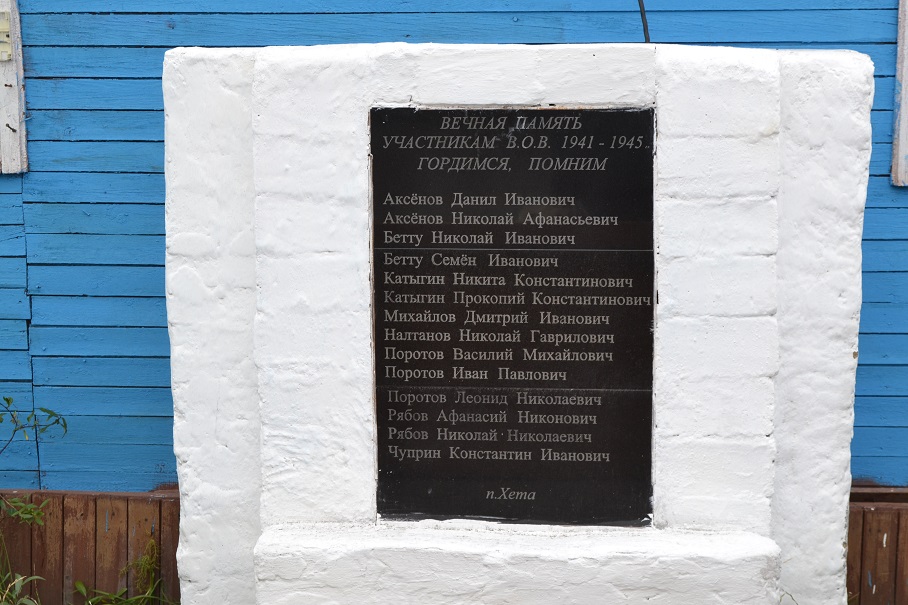 ВЕЧНАЯ ПАМЯТЬ
УЧАСТНИКАМ В.О.В. 1941 - 1945..
ГОРДИМСЯ, ПОМНИМ
Аксёнов Данил Иванович
Аксёнов Николай Афанасьевич
Бетту Николай Иванович
Бетту Семён Иванович
Катыгин Никита Константинович
Катыгин Прокопий Константинович
Михайлов Дмитрий Иванович
Налтанов Николай Гаврилович
Поротов Василий Михайлович
Поротов Иван Павлович
Поротов Леонид Николаевич
Рябов Афанасий Никонович
Рябов Николай Николаевич
Чуприн Константин Иванович
п.Хета